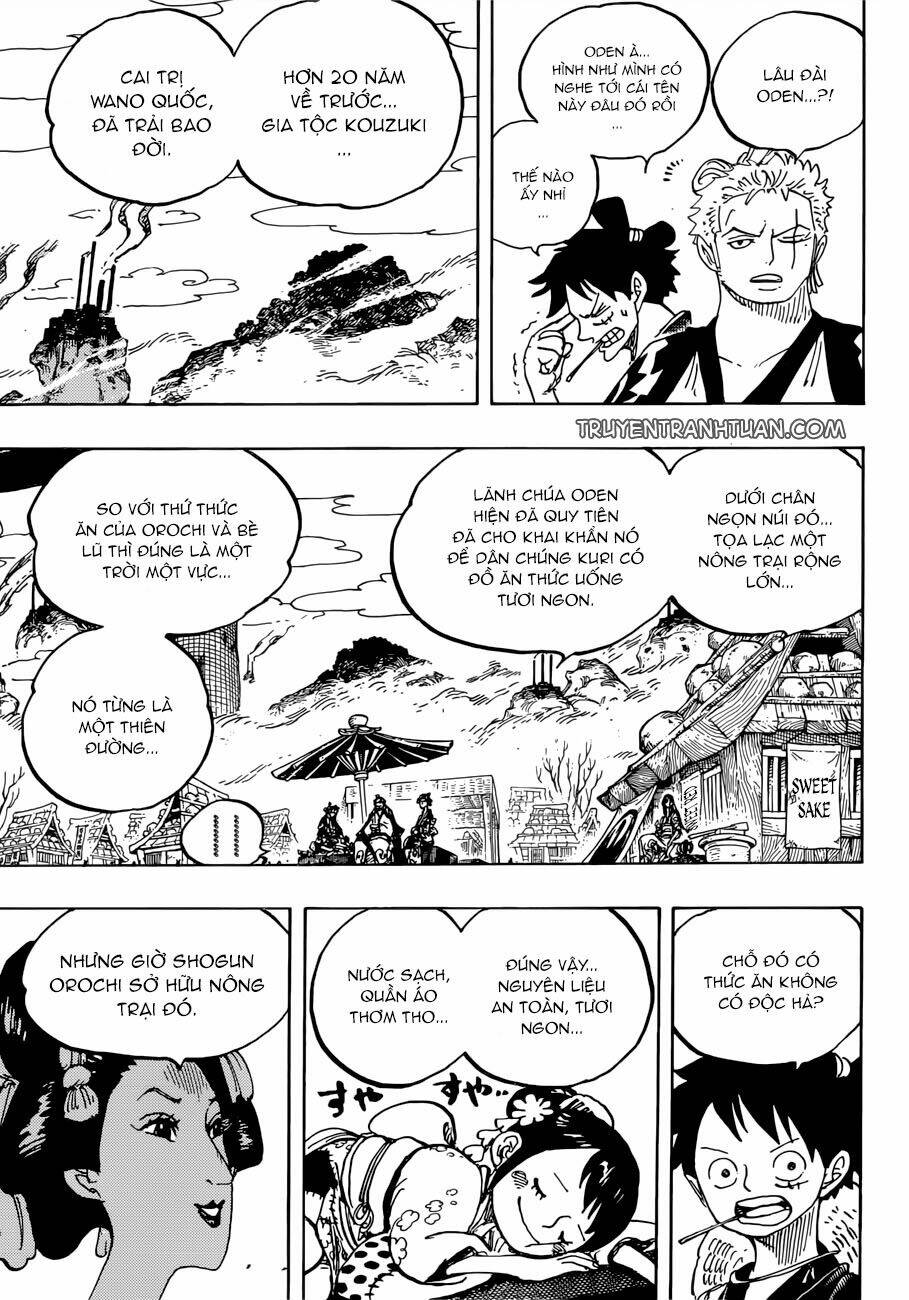 LÂU ĐÀI
ODEN...?!
ODEN À...
HÌNH NHƯ MÌNH CÓ
NGHE TỚI CÁI TÊN
NÀY ĐÂU ĐÓ RỒI
...
THẾ NÀO
ẤY NHỈ
...
HƠN 20 NĂM
VỀ TRƯỚC...
GIA TỘC KOUZUKI
...
CAI TRỊ
WANO QUỐC,
ĐÃ TRẢI BAO
ĐỜI.
TRUYENTRANHTUAN.COM
DƯỚI CHÂN
NGỌN NÚI ĐÓ...
TỌA LẠC MỘT
NÔNG TRẠI RỘNG
LỚN...
LÃNH CHÚA ODEN
HIỆN ĐÃ QUY TIÊN
ĐÃ CHO KHAI KHẨN NÓ
ĐỂ DÂN CHÚNG KURI CÓ
ĐỒ ĂN THỨC UỐNG
TƯƠI NGON.
SO VỚI THỨ THỨC
ĂN CỦA OROCHI VÀ BÈ
LŨ THÌ ĐÚNG LÀ MỘT
TRỜI MỘT VỰC...
NÓ TỪNG LÀ
MỘT THIÊN
ĐƯỜNG...
SWEET
SAKE
!!
CHỖ ĐÓ CÓ
THỨC ĂN KHÔNG
CÓ ĐỘC HẢ?
ĐÚNG VẬY...
NGUYÊN LIỆU
AN TOÀN, TƯƠI
NGON...
NƯỚC SẠCH,
QUẦN ÁO
THƠM THO...
すや...
すや...
NHƯNG GIỜ SHOGUN
OROCHI SỞ HỮU NÔNG
TRẠI ĐÓ.